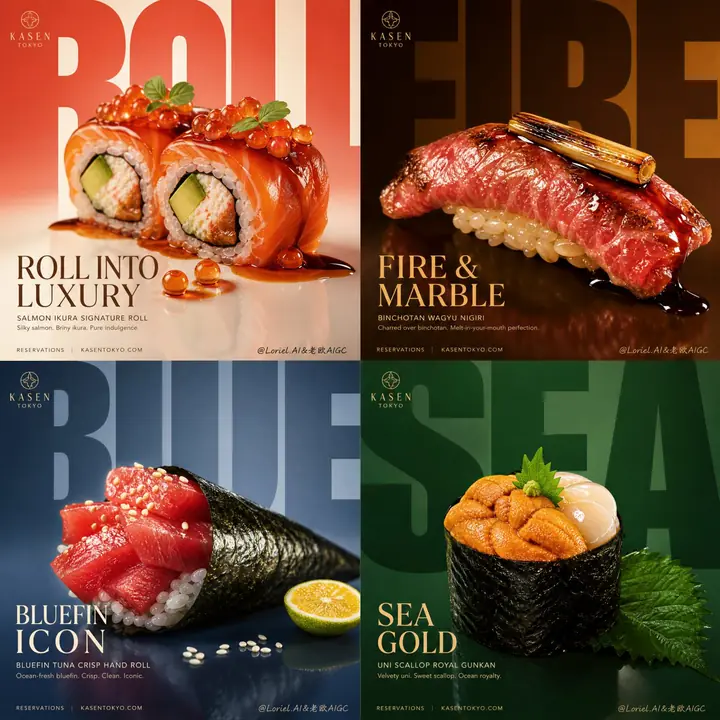 KASEN
TOKYO
ROLL
ROLL INTO
LUXURY
SALMON IKURA SIGNATURE ROLL
Silky salmon. Briny ikura. Pure indulgence.
RESERVATIONS | KASENTOKYO.COM
@Loriel.AI&老欧AIGC
KASEN
TOKYO
FIRE
FIRE &
MARBLE
BINCHOTAN WAGYU NIGIRI
Charred over binchotan. Melt-in-your-mouth perfection.
RESERVATIONS | KASENTOKYO.COM
@Loriel.AI&老欧AIGC
KASEN
TOKYO
BLUE
BLUEFIN
ICON
BLUEFIN TUNA CRISP HAND ROLL
Ocean-fresh bluefin. Crisp. Clean. Iconic.
RESERVATIONS | KASENTOKYO.COM
@Loriel.AI&老欧AIGC
KASEN
TOKYO
SEA
SEA
GOLD
UNI SCALLOP ROYAL GUNKAN
Velvety uni. Sweet scallop. Ocean royalty.
RESERVATIONS | KASENTOKYO.COM
@Loriel.AI&老欧AIGC